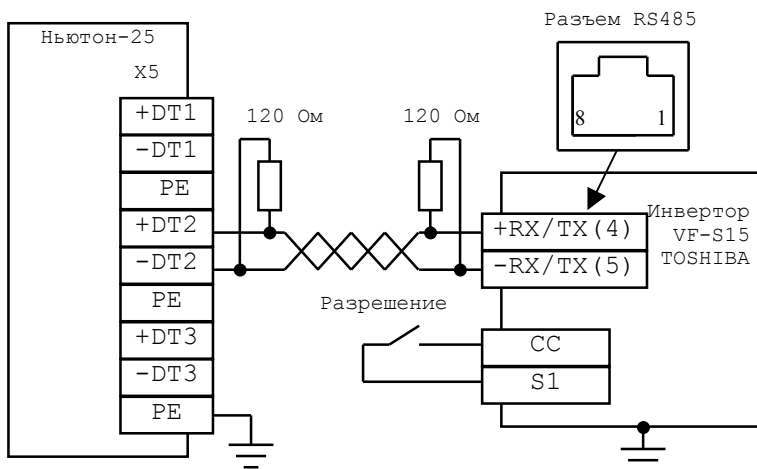 Разъем RS485
Ньютон-25
X5
8 1
120 Ом 120 Ом
+DT1
-DT1
PE
+DT2
-DT2
PE
+DT3
-DT3
PE
+RX/TX(4)
-RX/TX(5)
Инвертор
VF-S15
TOSHIBA
Разрешение
CC
S1